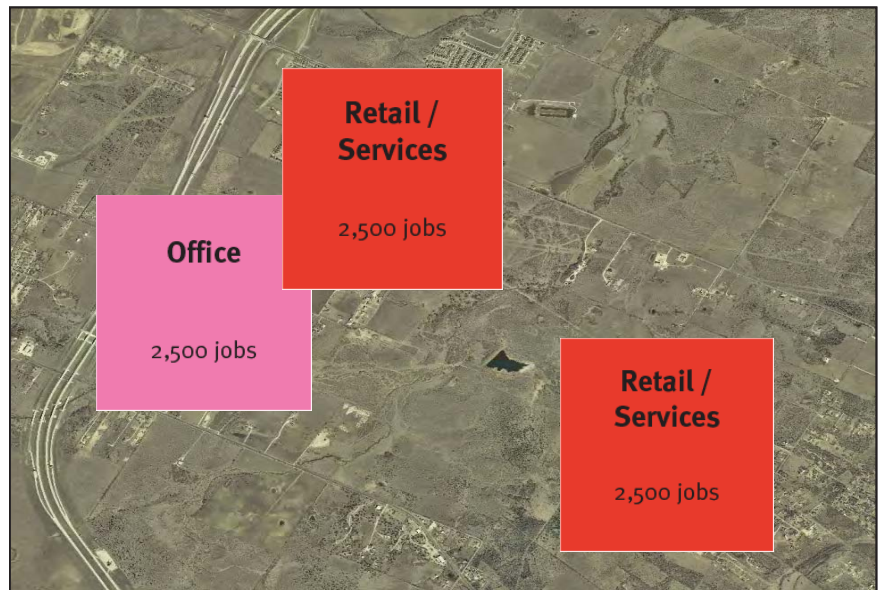 Retail /
Services
2,500 jobs
Office
2,500 jobs
Retail /
Services
2,500 jobs